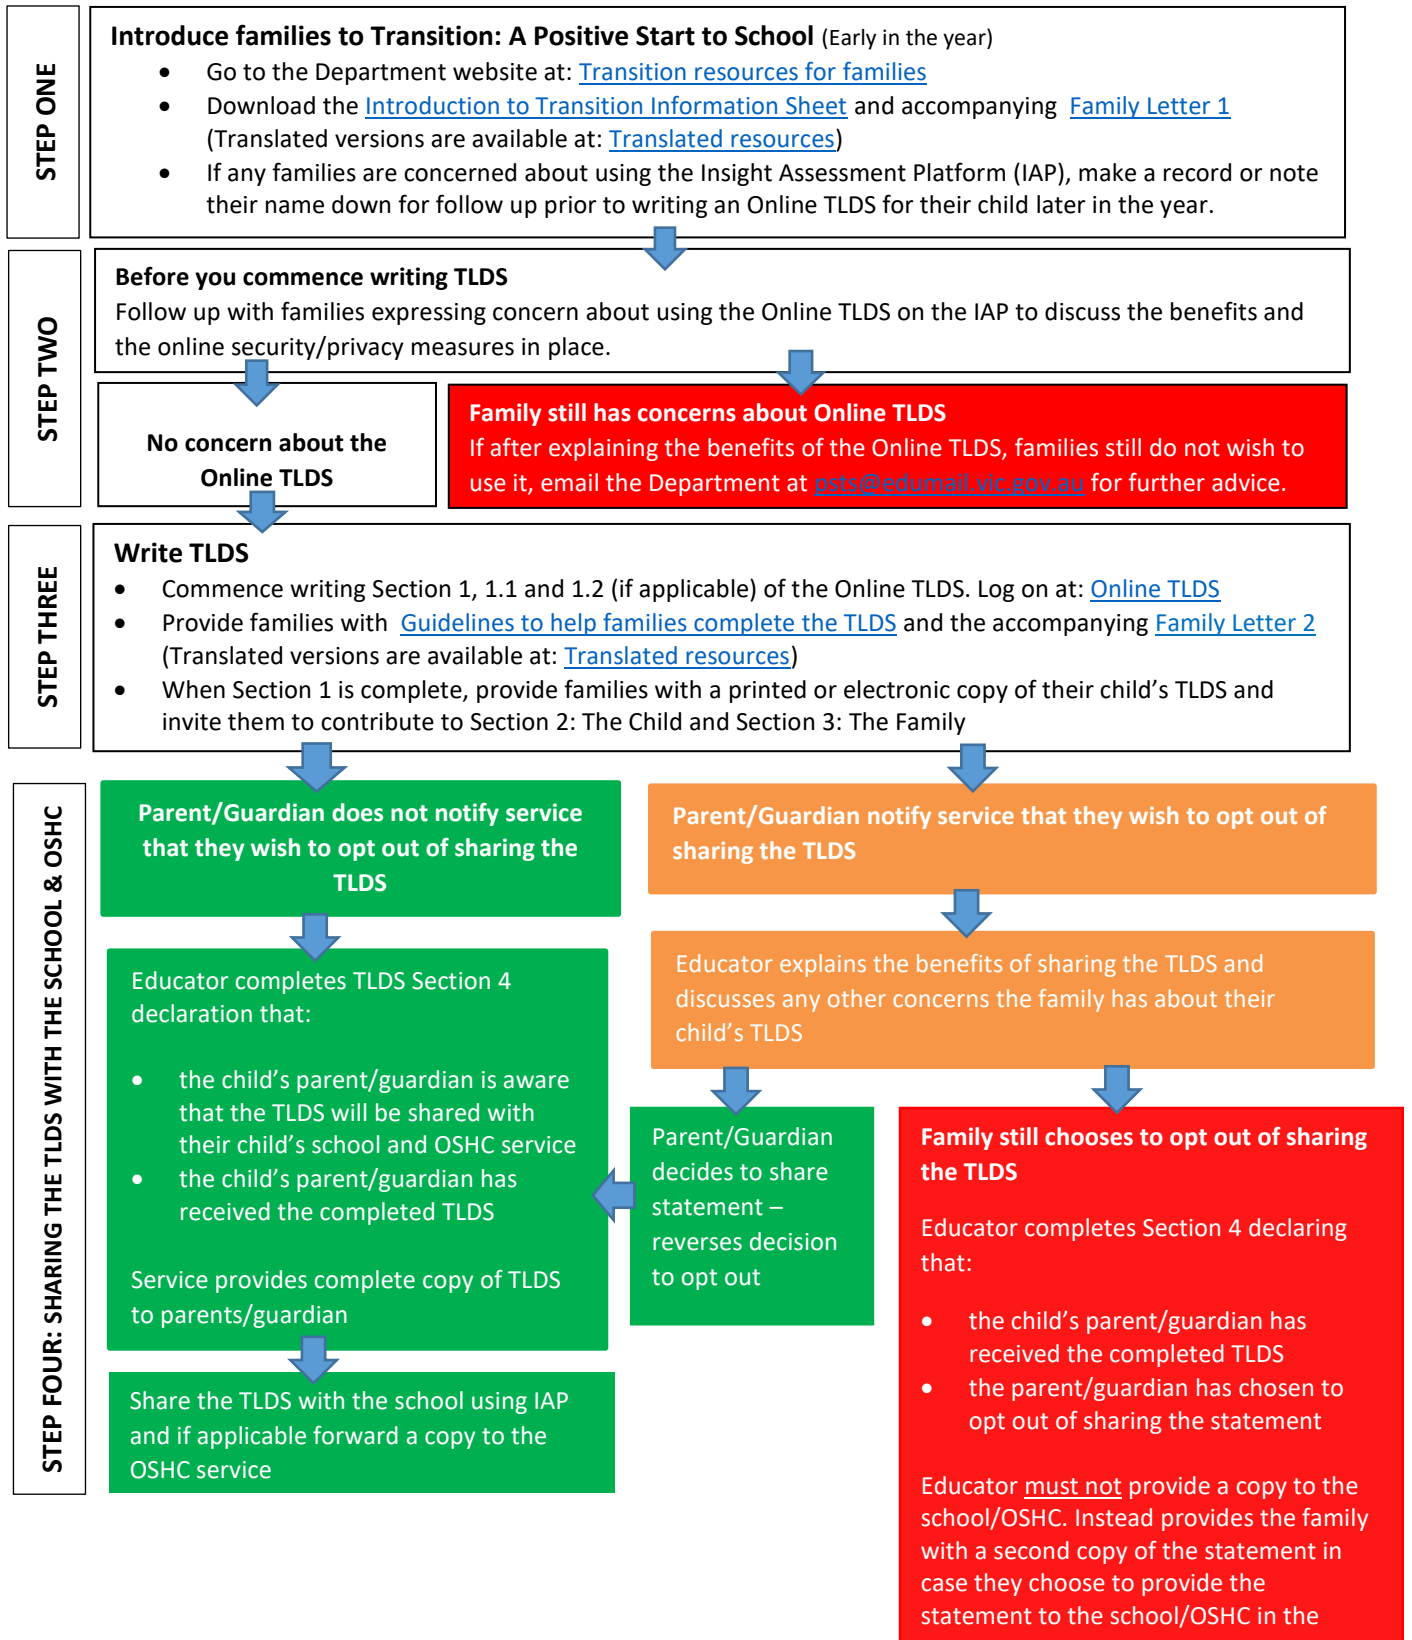 STEP ONE
Introduce families to Transition: A Positive Start to School (Early in the year)
• Go to the Department website at: Transition resources for families
• Download the Introduction to Transition Information Sheet and accompanying Family Letter 1
(Translated versions are available at: Translated resources)
• If any families are concerned about using the Insight Assessment Platform (IAP), make a record or note
their name down for follow up prior to writing an Online TLDS for their child later in the year.
STEP TWO
Before you commence writing TLDS
Follow up with families expressing concern about using the Online TLDS on the IAP to discuss the benefits and
the online security/privacy measures in place.
No concern about the
Online TLDS
Family still has concerns about Online TLDS
If after explaining the benefits of the Online TLDS, families still do not wish to
use it, email the Department at psts@edumail.vic.gov.au for further advice.
STEP THREE
Write TLDS
• Commence writing Section 1, 1.1 and 1.2 (if applicable) of the Online TLDS. Log on at: Online TLDS
• Provide families with Guidelines to help families complete the TLDS and the accompanying Family Letter 2
(Translated versions are available at: Translated resources)
• When Section 1 is complete, provide families with a printed or electronic copy of their child’s TLDS and
invite them to contribute to Section 2: The Child and Section 3: The Family
STEP FOUR: SHARING THE TLDS WITH THE SCHOOL & OSHC
Parent/Guardian does not notify service
that they wish to opt out of sharing the
TLDS
Educator completes TLDS Section 4
declaration that:
• the child’s parent/guardian is aware
that the TLDS will be shared with
their child’s school and OSHC service
• the child’s parent/guardian has
received the completed TLDS
Service provides complete copy of TLDS
to parents/guardian
Share the TLDS with the school using IAP
and if applicable forward a copy to the
OSHC service
Parent/Guardian notify service that they wish to opt out of
sharing the TLDS
Educator explains the benefits of sharing the TLDS and
discusses any other concerns the family has about their
child’s TLDS
Parent/Guardian
decides to share
statement –
reverses decision
to opt out
Family still chooses to opt out of sharing
the TLDS
Educator completes Section 4 declaring
that:
• the child’s parent/guardian has
received the completed TLDS
• the parent/guardian has chosen to
opt out of sharing the statement
Educator must not provide a copy to the
school/OSHC. Instead provides the family
with a second copy of the statement in
case they choose to provide the
statement to the school/OSHC in the